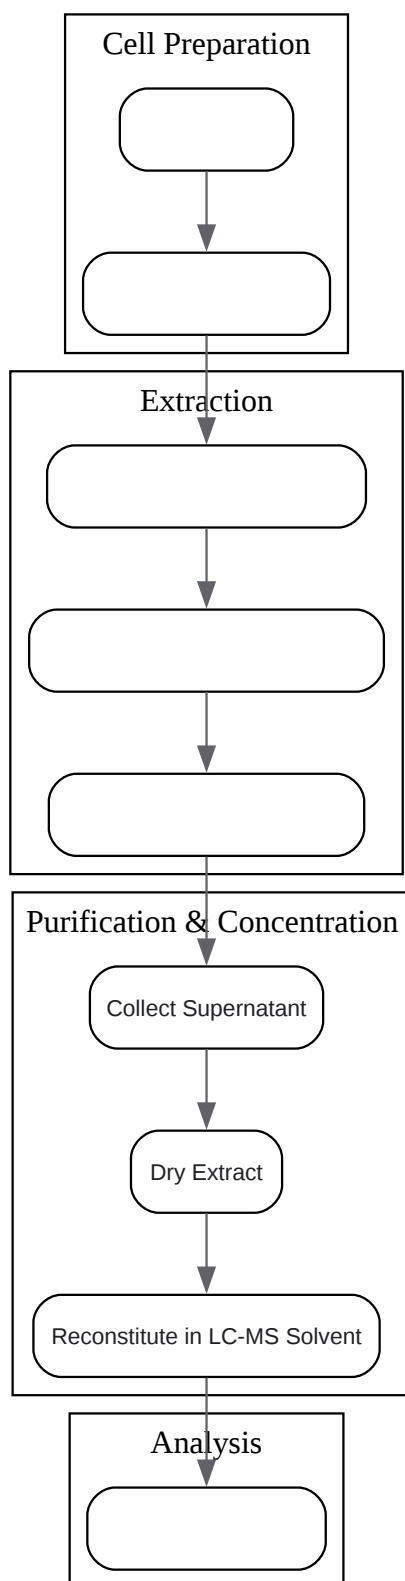 Cell Preparation
Extraction
Purification & Concentration
Collect Supernatant
Dry Extract
Reconstitute in LC-MS Solvent
Analysis